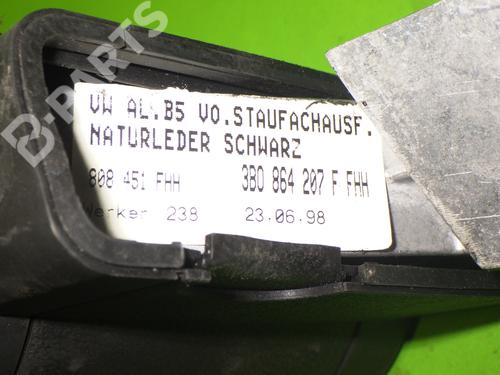 B-PARTS
VW AL.B5 VO.STAUFACHAUSF.
NATURLEDER SCHWARZ
808 451 FHH 3B0 864 207 F FHH
Werker 238 23.06.98